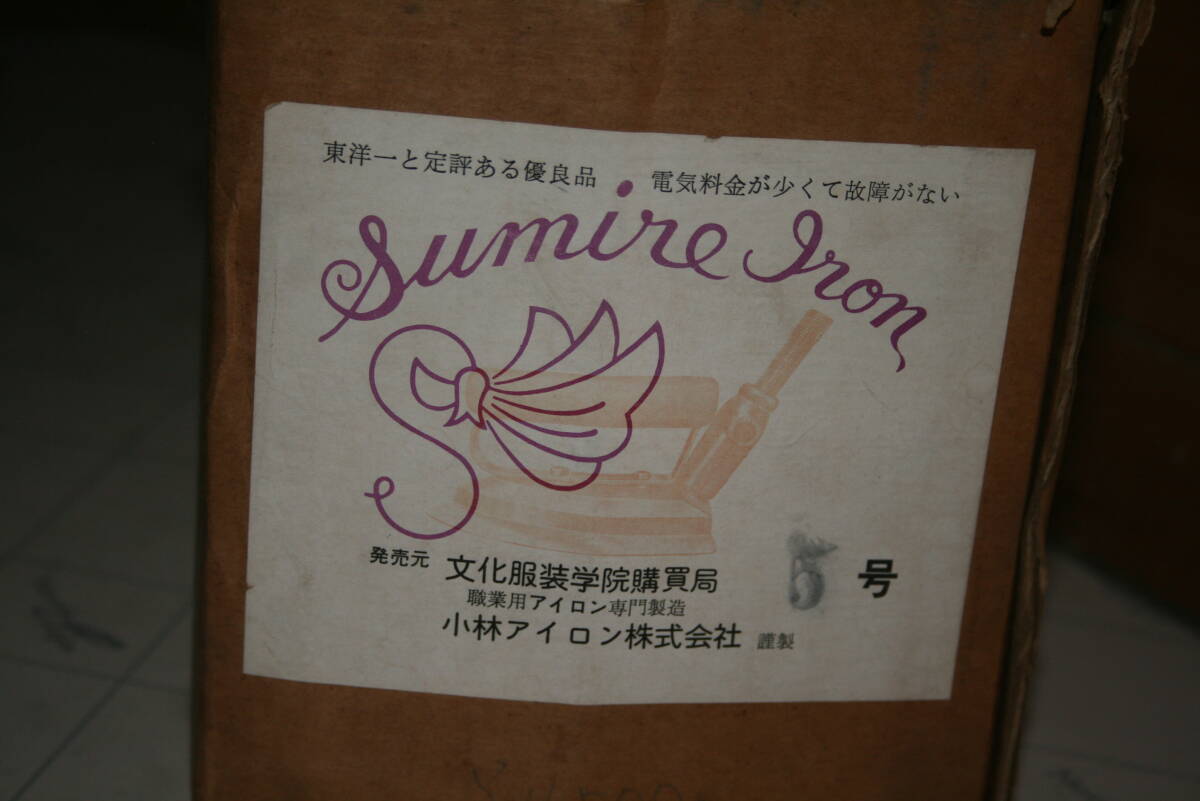 東洋一と定評ある優良品　電気料金が少くて故障がない
Sumire Iron
発売元 文化服装学院購買局
5 号
職業用アイロン専門製造
小林アイロン株式会社 謹製